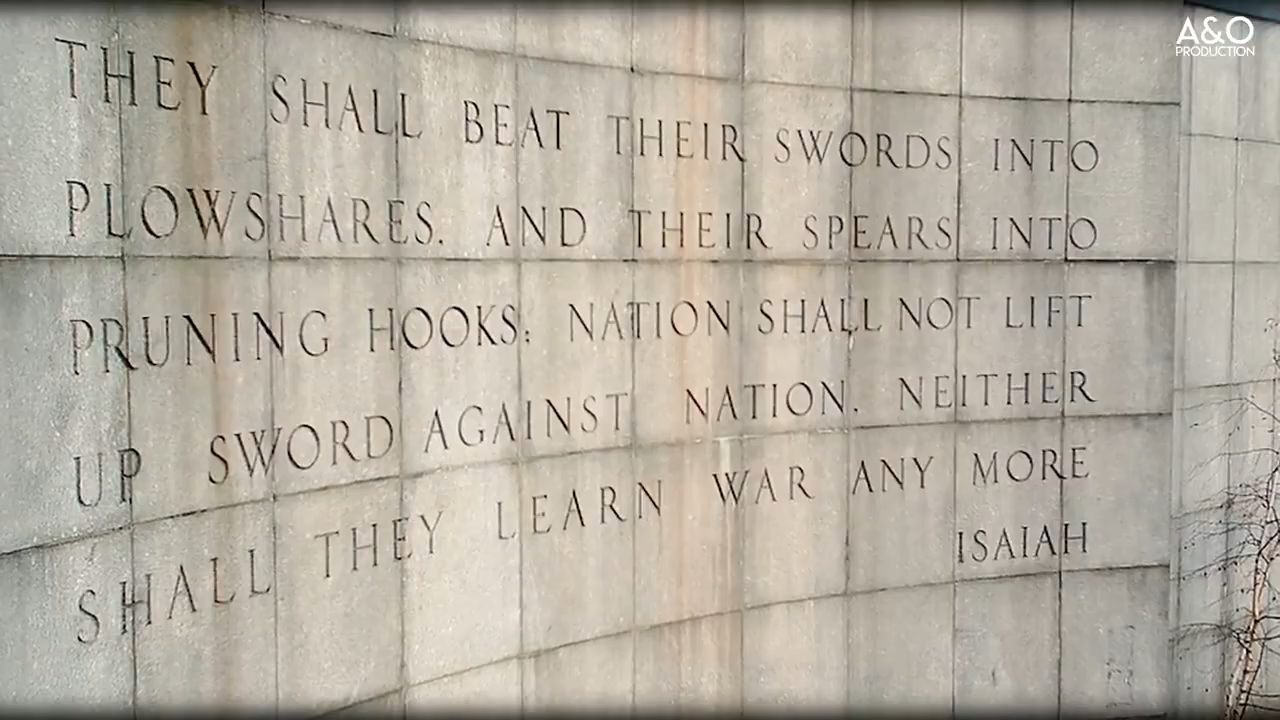 A&O
PRODUCTION
THEY SHALL BEAT THEIR SWORDS INTO
PLOWSHARES. AND THEIR SPEARS INTO
PRUNING HOOKS; NATION SHALL NOT LIFT
UP SWORD AGAINST NATION. NEITHER
SHALL THEY LEARN WAR ANY MORE
ISAIAH